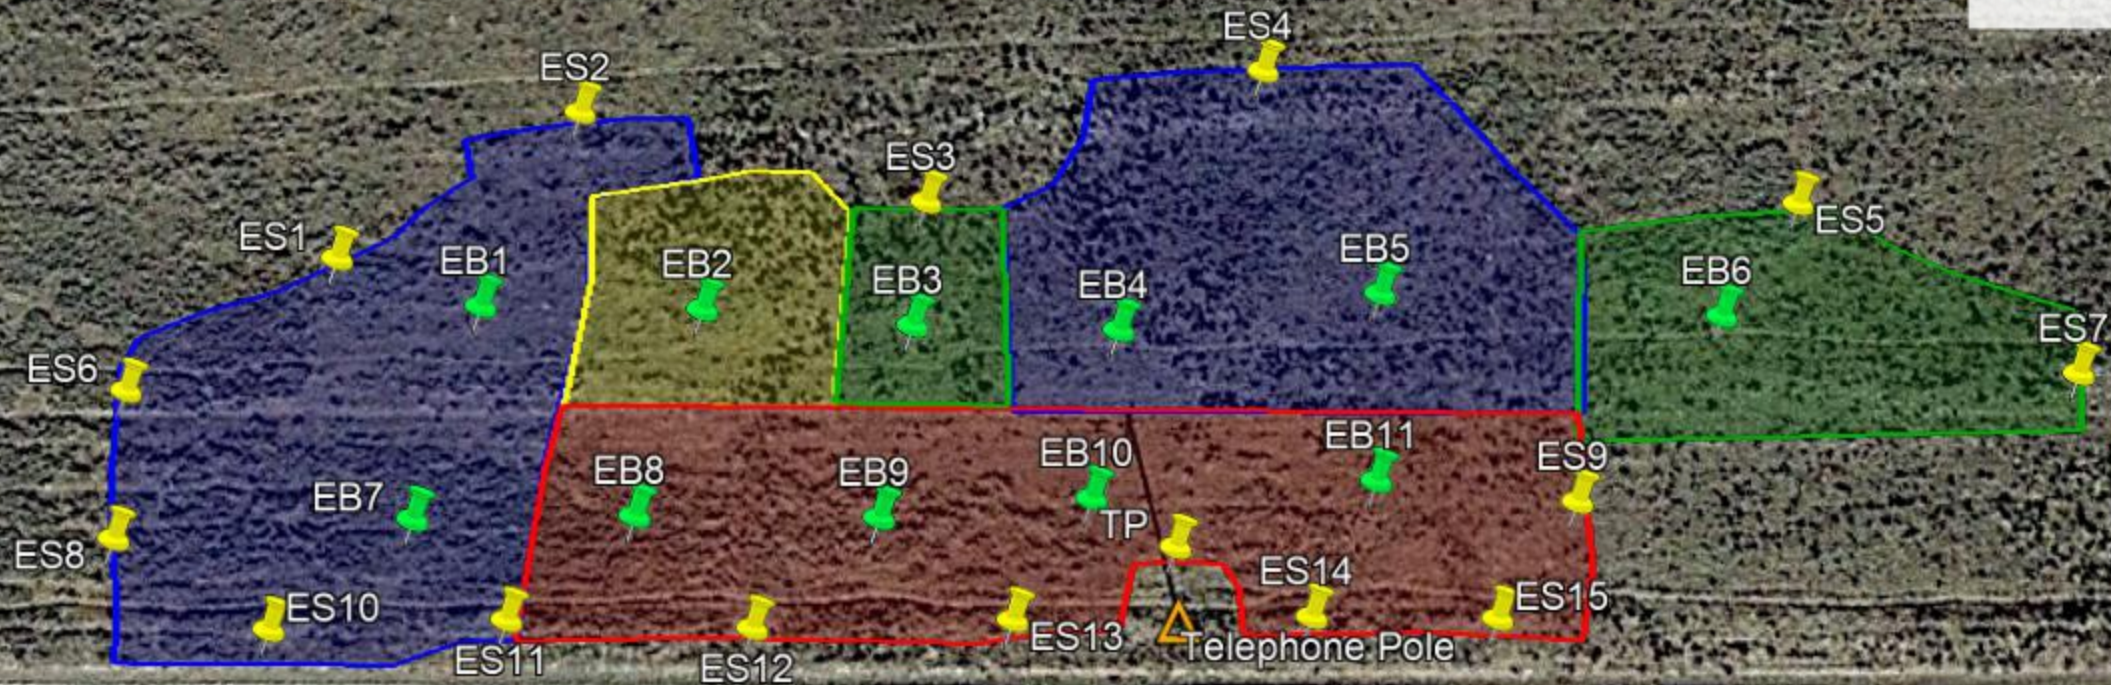 ES4
ES2
ES3
ES5
ES1
EB1
EB2
EB3
EB4
EB5
EB6
ES7
ES6
EB7
EB8
EB9
EB10
EB11
ES9
TP
ES8
ES10
ES14
ES15
ES11
ES12
ES13
Telephone Pole